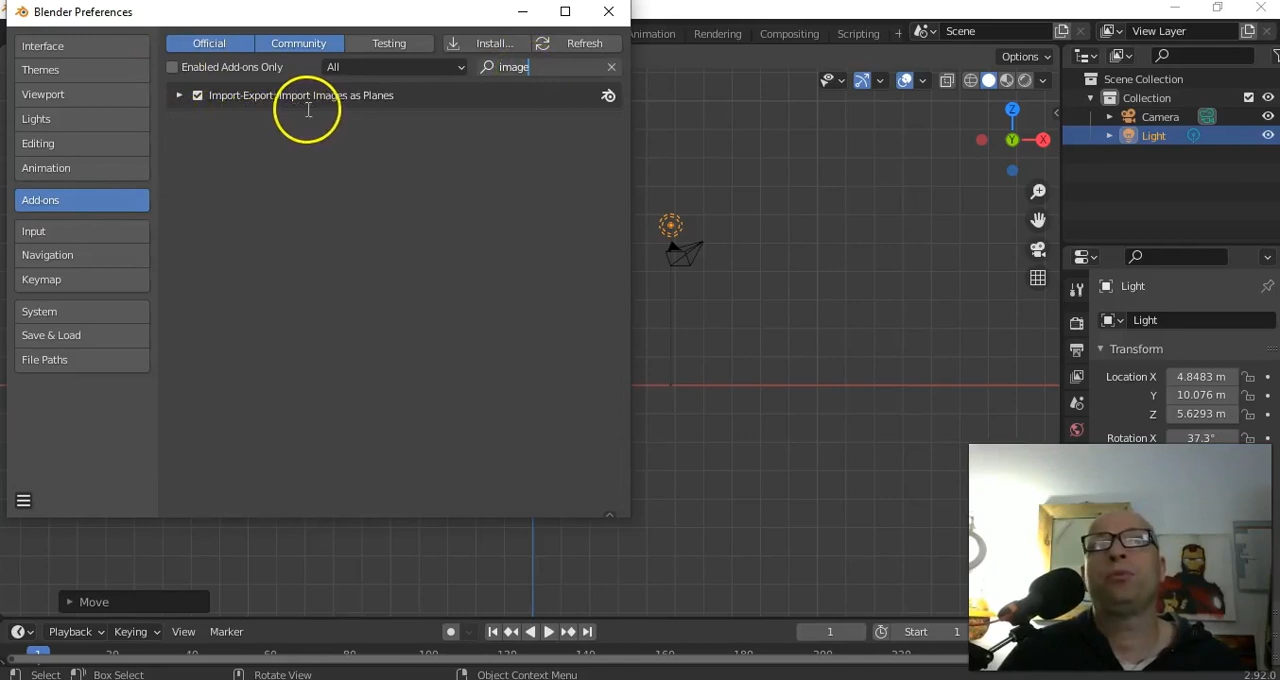 Blender Preferences
Interface
Themes
Viewport
Lights
Editing
Animation
Add-ons
Input
Navigation
Keymap
System
Save & Load
File Paths
Official Community Testing Install... Refresh
Enabled Add-ons Only All image
Import-Export: Import Images as Planes
Rendering Compositing Scripting + Scene View Layer
Options
Scene Collection
Collection
Camera
Light
Z
Y X
Light
Light
Transform
Location X 4.8483 m
Y 10.076 m
Z 5.6293 m
Rotation X 37.3°
Move
Playback Keying View Marker 1 Start 1
Select Box Select Rotate View Object Context Menu 2.92.0